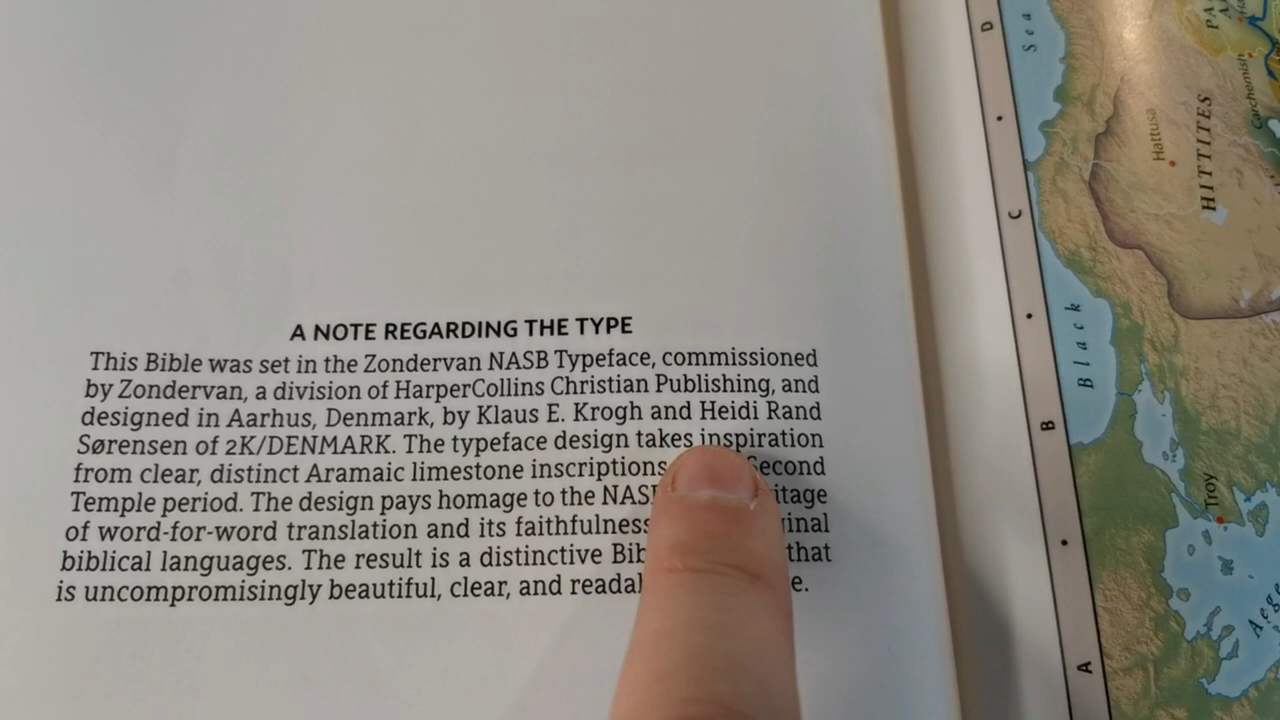 A NOTE REGARDING THE TYPE
This Bible was set in the Zondervan NASB Typeface, commissioned
by Zondervan, a division of HarperCollins Christian Publishing, and
designed in Aarhus, Denmark, by Klaus E. Krogh and Heidi Rand
Sørensen of 2K/DENMARK. The typeface design takes inspiration
from clear, distinct Aramaic limestone inscriptions Second
Temple period. The design pays homage to the
of word-for-word translation and its faithfulness
biblical languages. The result is a distinctive that
is uncompromisingly beautiful, clear, and
D
C
B
A
Sea
Black
Hattusa
HITTITES
Carchemish
Troy